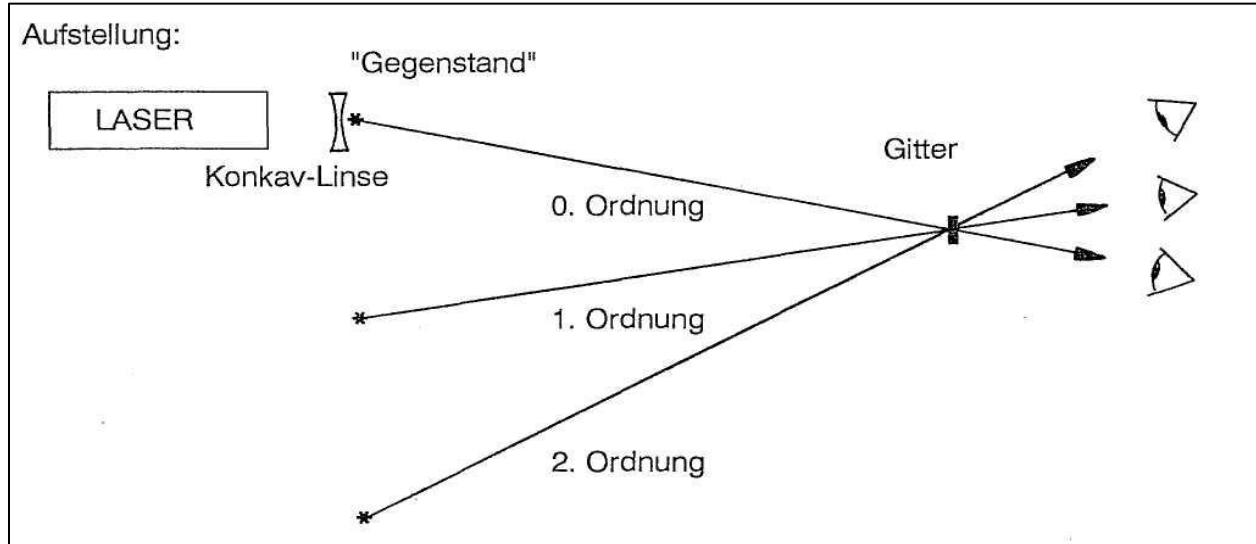 Aufstellung:
"Gegenstand"
LASER
Konkav-Linse
Gitter
0. Ordnung
1. Ordnung
2. Ordnung